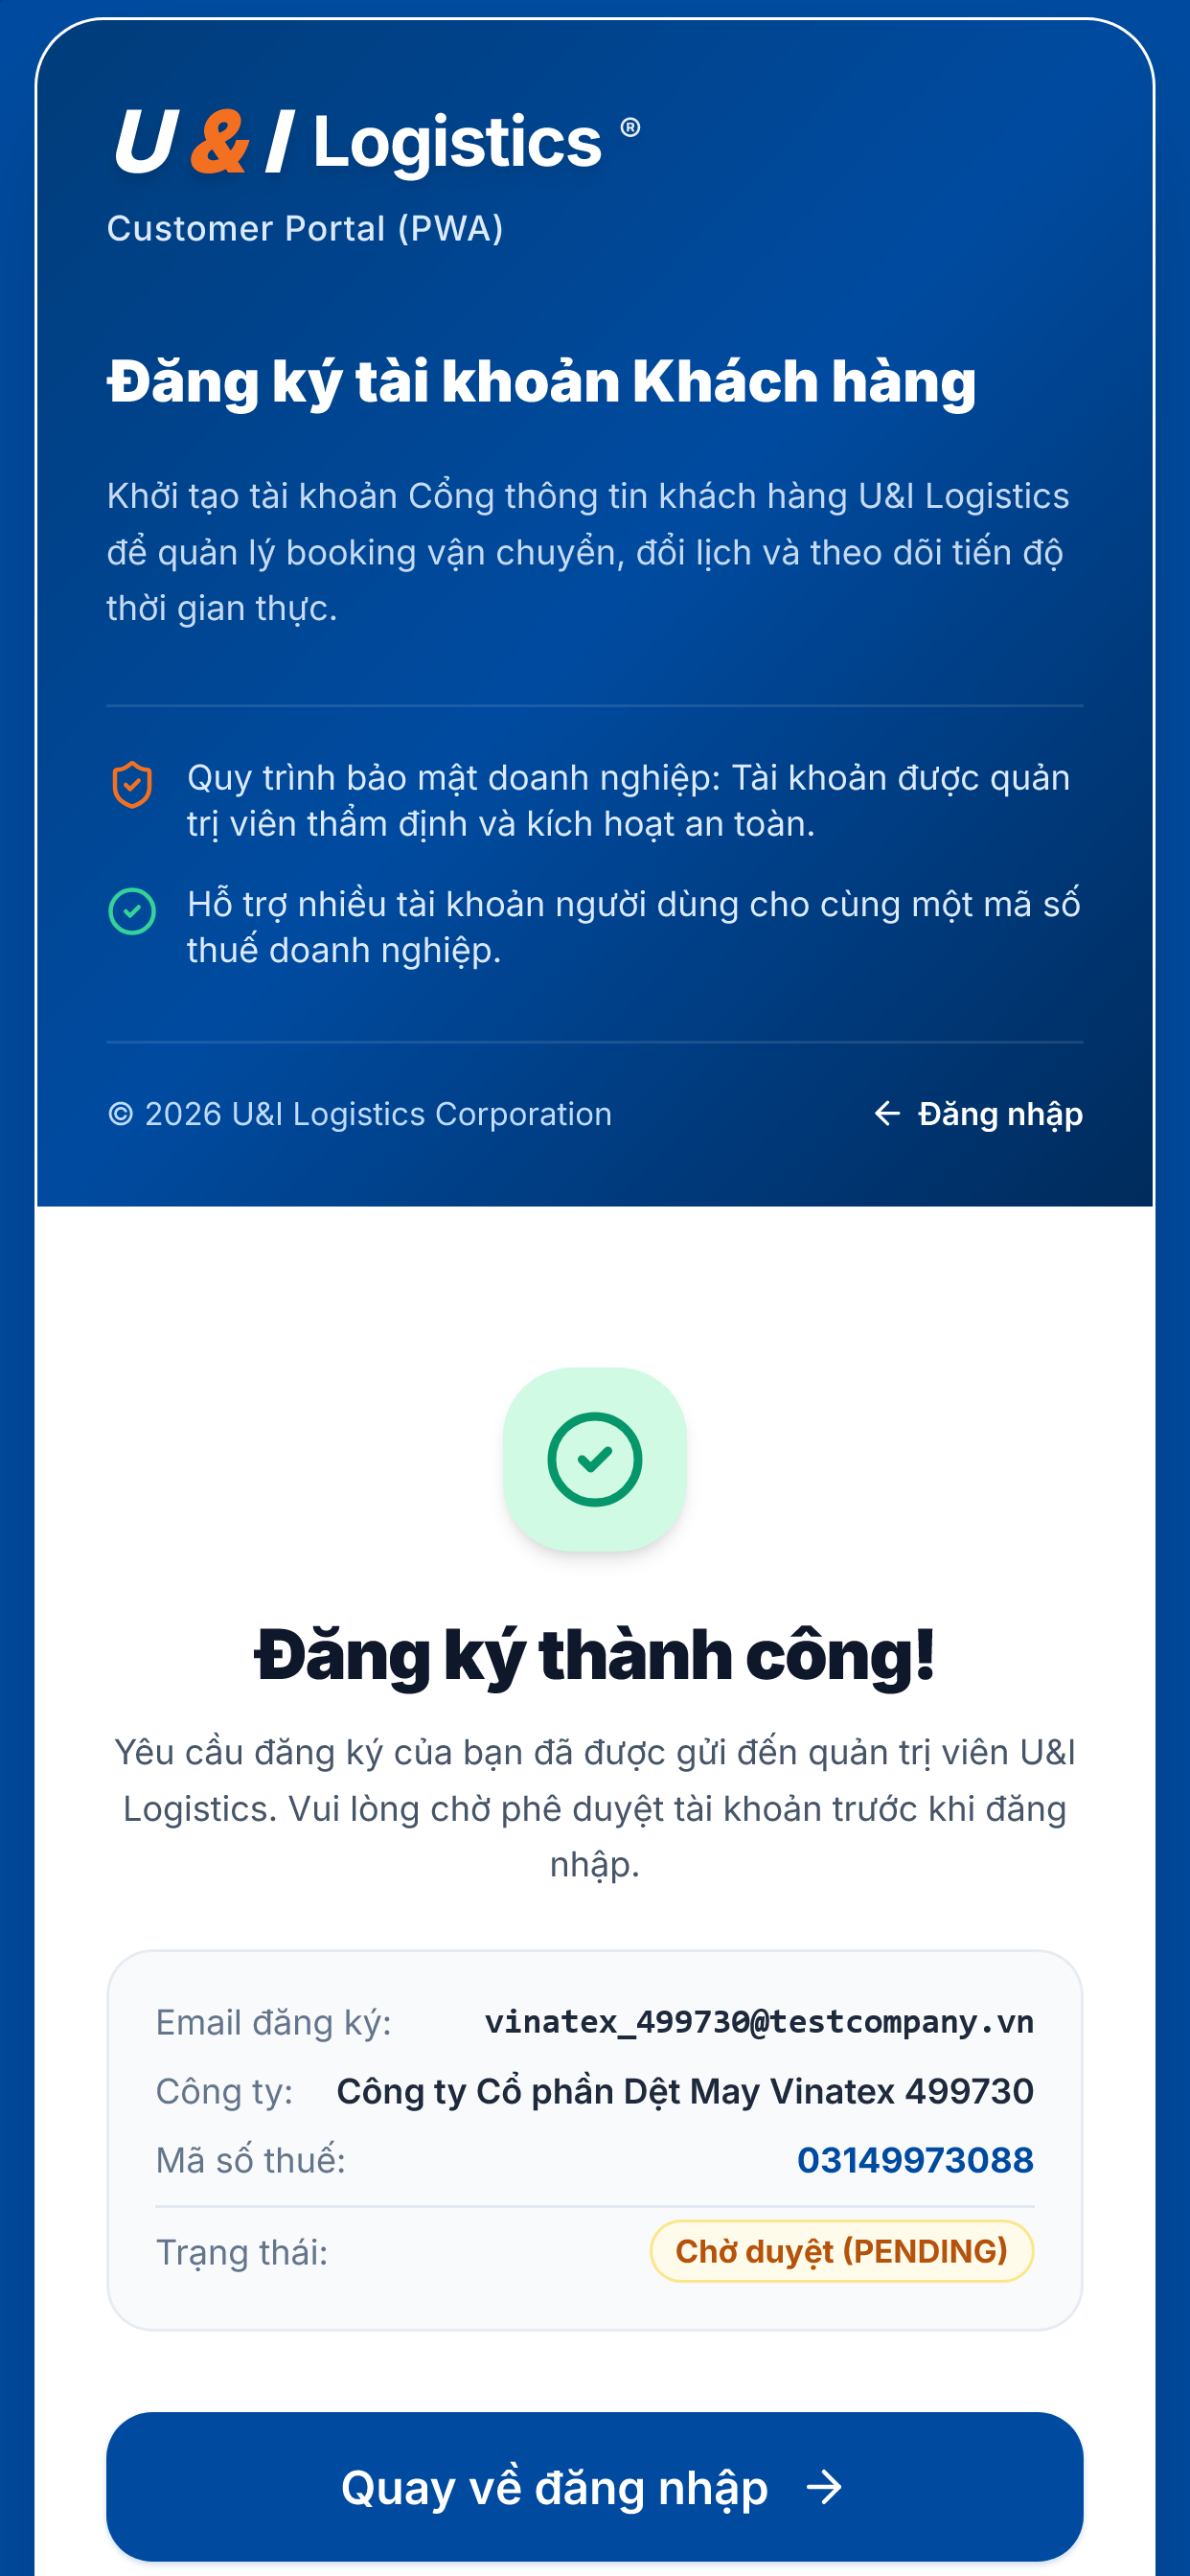 U & I Logistics ®
Customer Portal (PWA)
Đăng ký tài khoản Khách hàng
Khởi tạo tài khoản Cổng thông tin khách hàng U&I Logistics
để quản lý booking vận chuyển, đổi lịch và theo dõi tiến độ
thời gian thực.
Quy trình bảo mật doanh nghiệp: Tài khoản được quản
trị viên thẩm định và kích hoạt an toàn.
Hỗ trợ nhiều tài khoản người dùng cho cùng một mã số
thuế doanh nghiệp.
© 2026 U&I Logistics Corporation
← Đăng nhập
Đăng ký thành công!
Yêu cầu đăng ký của bạn đã được gửi đến quản trị viên U&I
Logistics. Vui lòng chờ phê duyệt tài khoản trước khi đăng
nhập.
Email đăng ký: vinatex_499730@testcompany.vn
Công ty: Công ty Cổ phần Dệt May Vinatex 499730
Mã số thuế: 03149973088
Trạng thái: Chờ duyệt (PENDING)
Quay về đăng nhập →